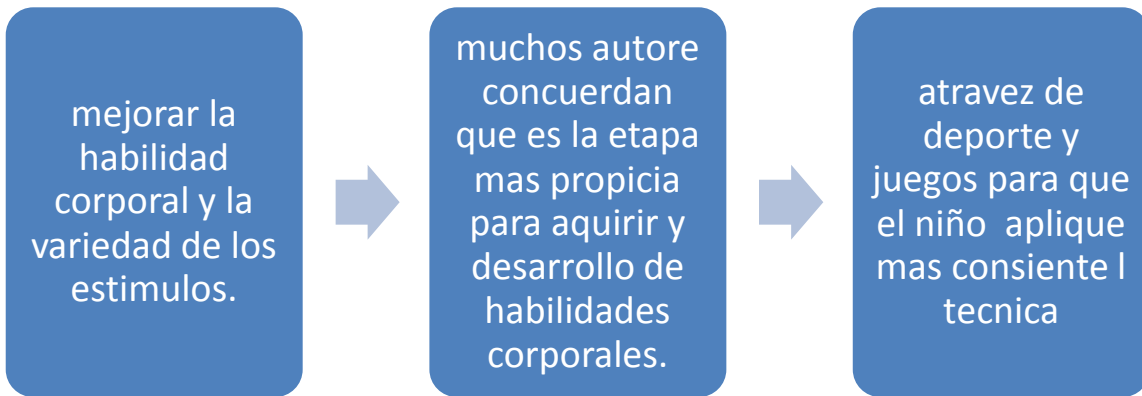 mejorar la
habilidad
corporal y la
variedad de los
estimulos.
muchos autore
concuerdan
que es la etapa
mas propicia
para aquirir y
desarrollo de
habilidades
corporales.
atravez de
deporte y
juegos para que
el niño aplique
mas consiente l
tecnica